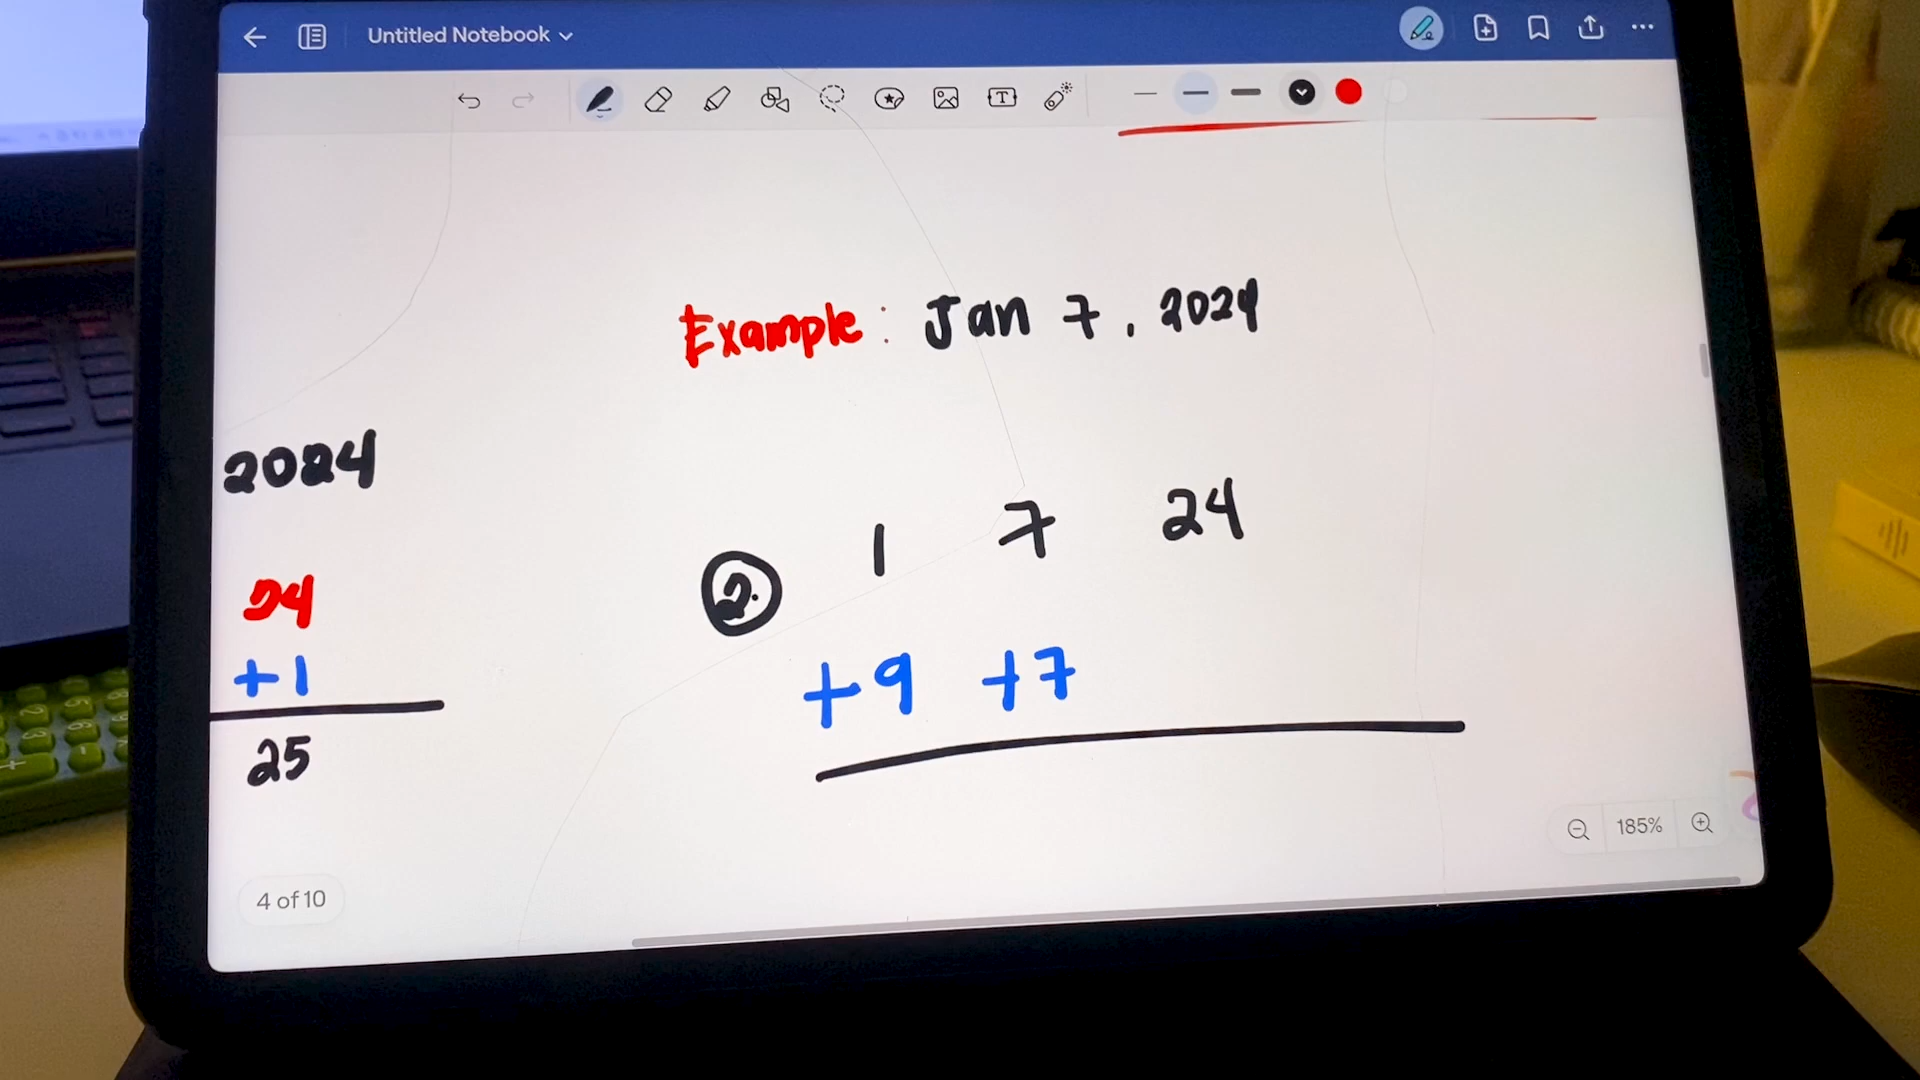 Untitled Notebook
T
Example: Jan 7, 2024
2024
1 7 24
24
2.
+1
+9 +7
25
185%
4 of 10